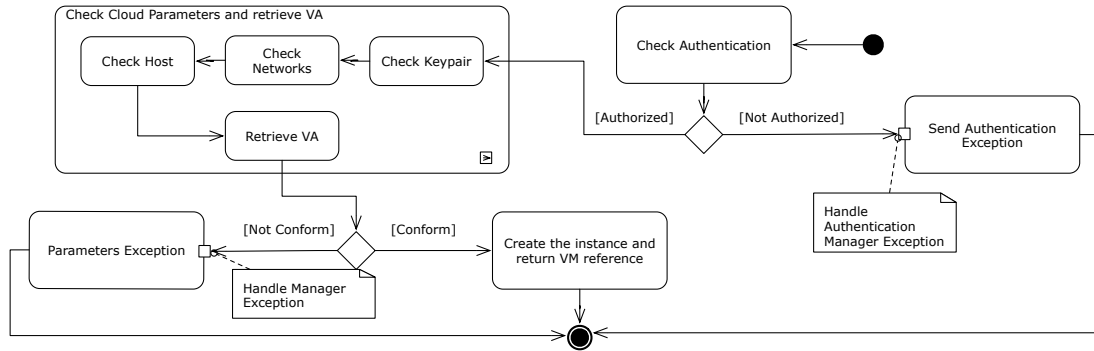 Check Cloud Parameters and retrieve VA
Check Host
Check
Networks
Check Keypair
Retrieve VA
Check Authentication
[Authorized]
[Not Authorized]
Send Authentication
Exception
Handle
Authentication
Manager Exception
Parameters Exception
[Not Conform]
[Conform]
Handle Manager
Exception
Create the instance and
return VM reference